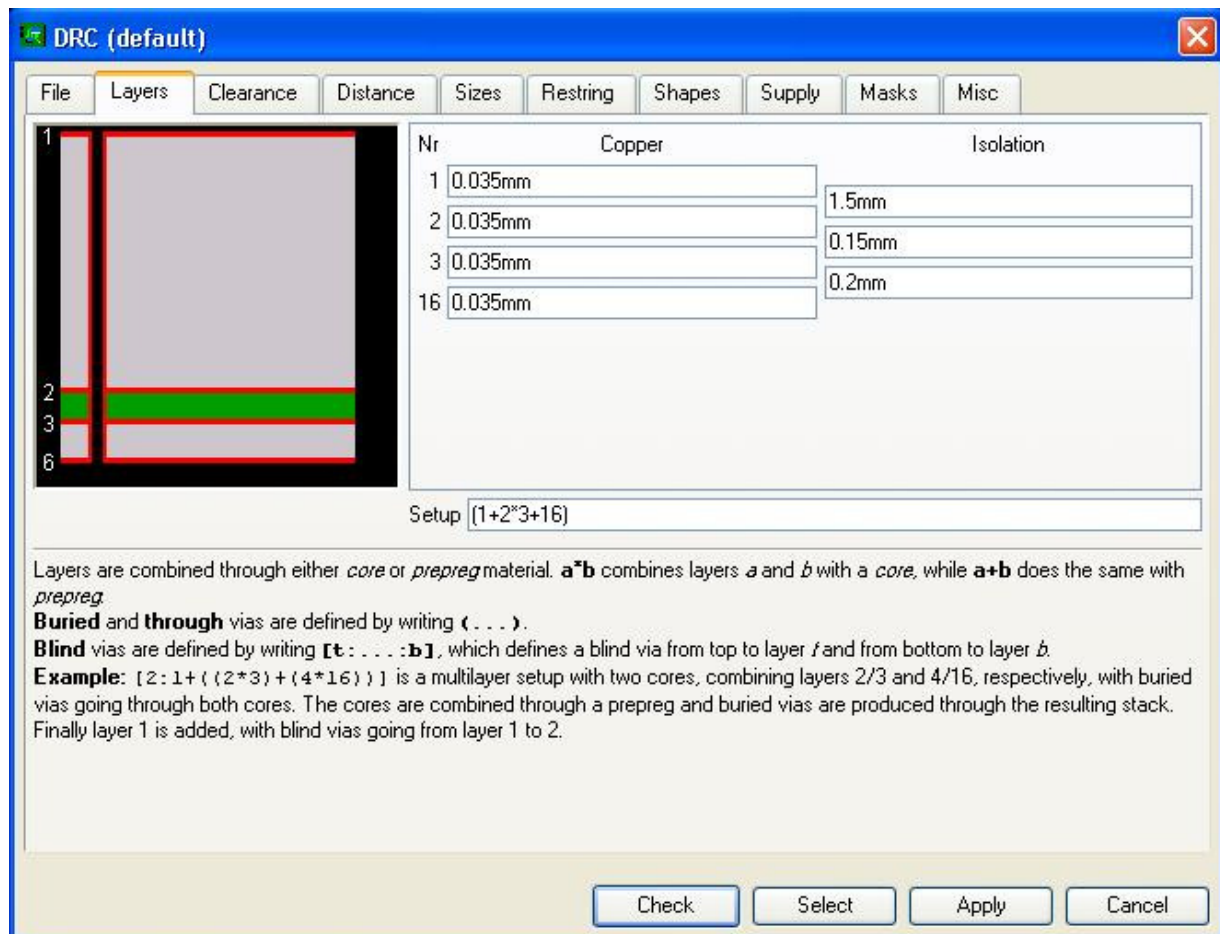 DRC (default)
File Layers Clearance Distance Sizes Restring Shapes Supply Masks Misc
1
2
3
6
Nr Copper Isolation
1 0.035mm
1.5mm
2 0.035mm
0.15mm
3 0.035mm
0.2mm
16 0.035mm
Setup (1+2*3+16)
Layers are combined through either core or prepreg material. a*b combines layers a and b with a core, while a+b does the same with
prepreg.
Buried and through vias are defined by writing (...).
Blind vias are defined by writing [t:...:b], which defines a blind via from top to layer t and from bottom to layer b.
Example: [2:1+((2*3)+(4*16))] is a multilayer setup with two cores, combining layers 2/3 and 4/16, respectively, with buried
vias going through both cores. The cores are combined through a prepreg and buried vias are produced through the resulting stack.
Finally layer 1 is added, with blind vias going from layer 1 to 2.
Check Select Apply Cancel